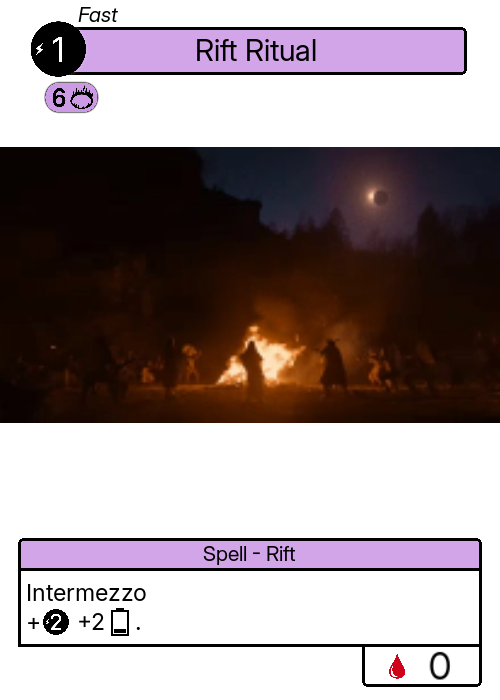 Fast
1 Rift Ritual
6
Spell - Rift
Intermezzo
+2 +2 .
0